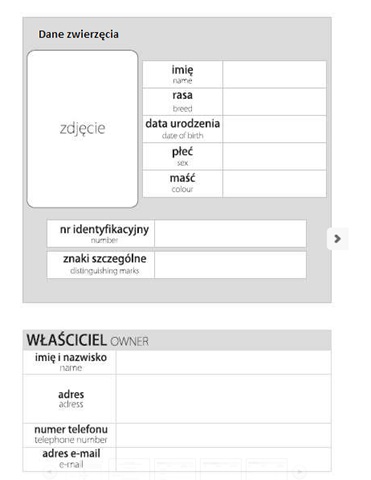 Dane zwierzęcia
zdjęcie
imię
name
rasa
breed
data urodzenia
date of birth
płeć
sex
maść
colour
nr identyfikacyjny
number
znaki szczególne
distinguishing marks
WŁAŚCICIEL OWNER
imię i nazwisko
name
adres
adress
numer telefonu
telephone number
adres e-mail
e-mail